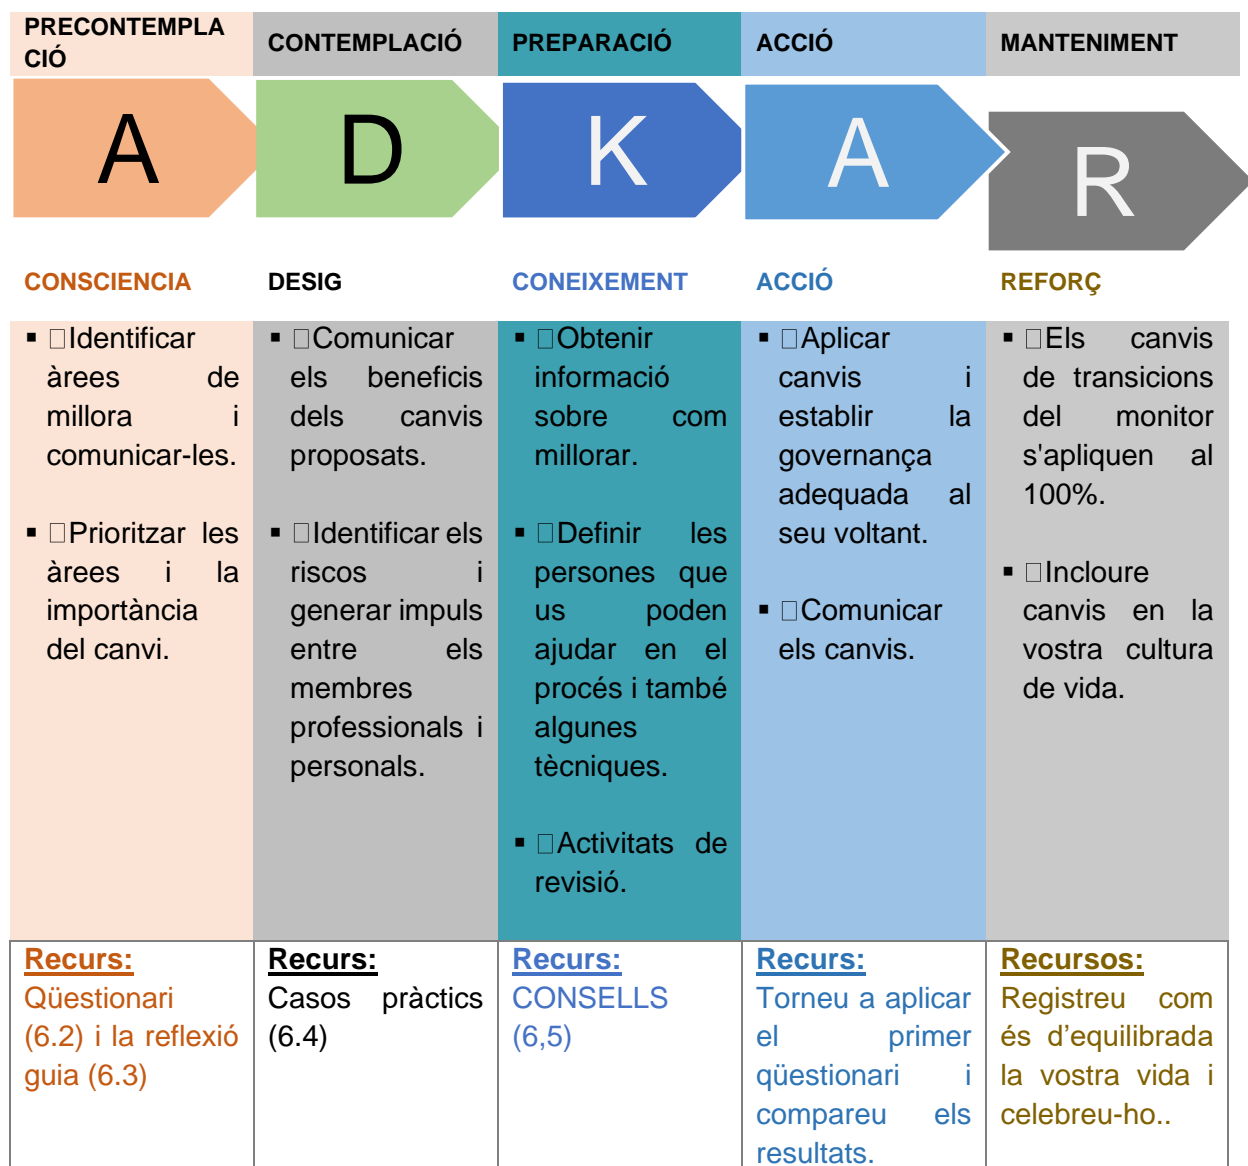 PRECONTEMPLA
CIÓ
CONTEMPLACIÓ
PREPARACIÓ
ACCIÓ
MANTENIMENT
A
D
K
A
R
CONSCIENCIA
DESIG
CONEIXEMENT
ACCIÓ
REFORÇ
▪ □Identificar
àrees de
millora i
comunicar-les.
▪ □Prioritzar les
àrees i la
importància
del canvi.
▪ □Comunicar
els beneficis
dels canvis
proposats.
▪ □Identificar els
riscos i
generar impuls
entre els
membres
professionals i
personals.
▪ □Obtenir
informació
sobre com
millorar.
▪ □Definir les
persones que
us poden
ajudar en el
procés i també
algunes
tècniques.
▪ □Activitats de
revisió.
▪ □Aplicar
canvis i
establir la
governança
adequada al
seu voltant.
▪ □Comunicar
els canvis.
▪ □Els canvis
de transicions
del monitor
s'apliquen al
100%.
▪ □Incloure
canvis en la
vostra cultura
de vida.
Recurs:
Qüestionari
(6.2) i la reflexió
guia (6.3)
Recurs:
Casos pràctics
(6.4)
Recurs:
CONSELLS
(6,5)
Recurs:
Torneu a aplicar
el primer
qüestionari i
compareu els
resultats.
Recursos:
Registreu com
és d’equilibrada
la vostra vida i
celebreu-ho..